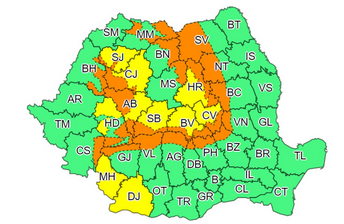 BT
SM
MM
SV
IS
SJ
BN
BH
CJ
NT
MS
HR
VS
AR
AB
BC
SB
CV
HD
BV
TM
VN
GL
CS
GJ
VL
AG
PH
BZ
BR
TL
DB
MH
IL
B
OT
CL
CT
DJ
TR
GR